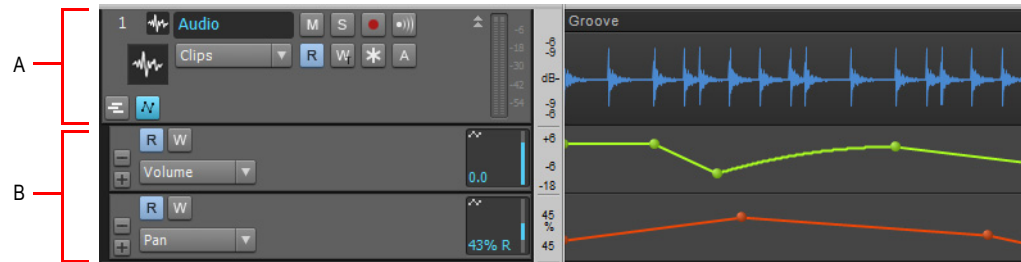 A
1 Audio M S
Clips R W A
-6
-18
-30
-42
-54
-6
-9
dB-
-9
-6
Groove
B
R W
Volume
0.0
+6
-6
-18
R W
Pan
43% R
45
%
45